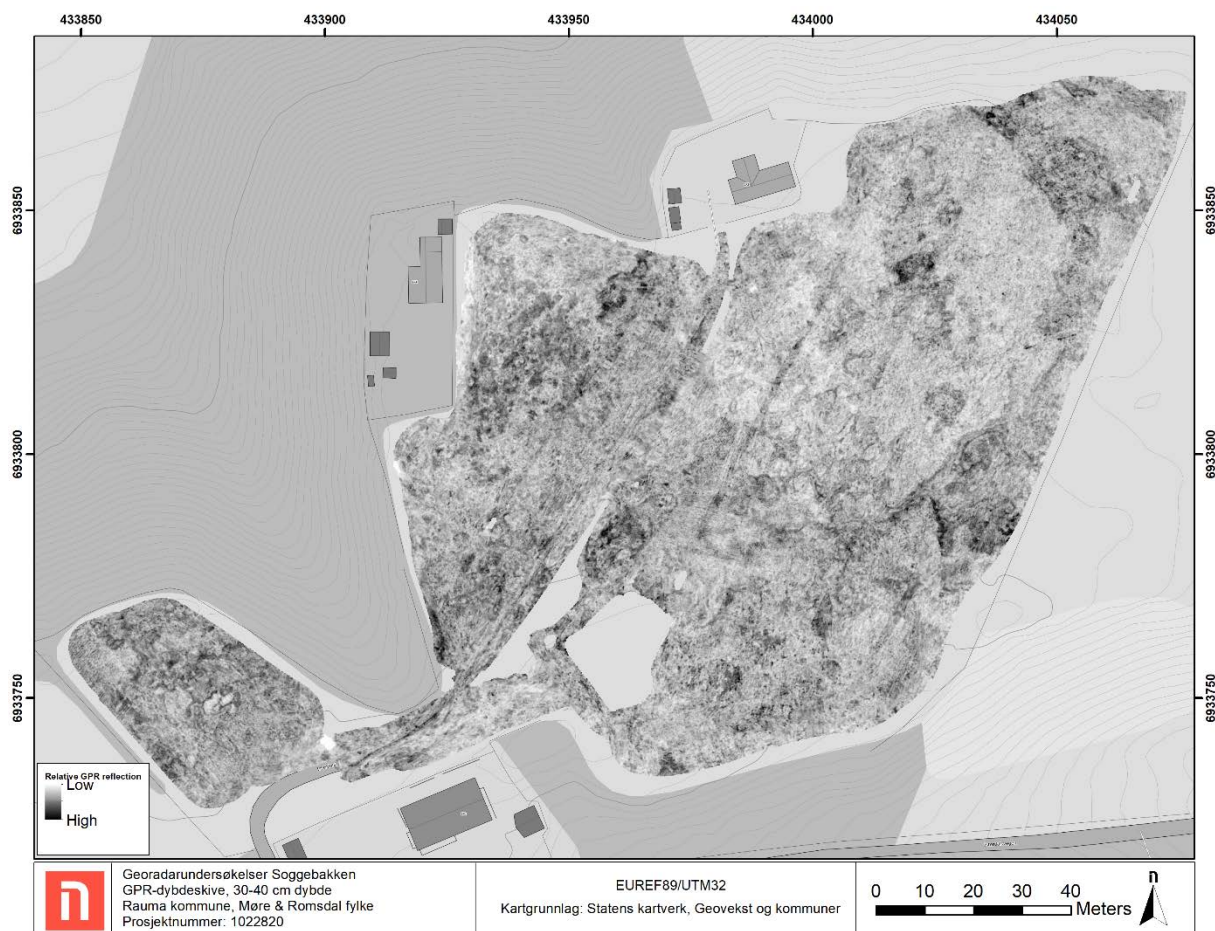 433850 433900 433950 434000 434050
6933850 6933850
6933800 6933800
6933750 6933750
Relative GPR reflection
Low
High
Georadarundersøkelser Soggebakken
GPR-dybdeskive, 30-40 cm dybde
Rauma kommune, Møre & Romsdal fylke
Prosjektnummer: 1022820
EUREF89/UTM32
Kartgrunnlag: Statens kartverk, Geovekst og kommuner
0 10 20 30 40
Meters
n